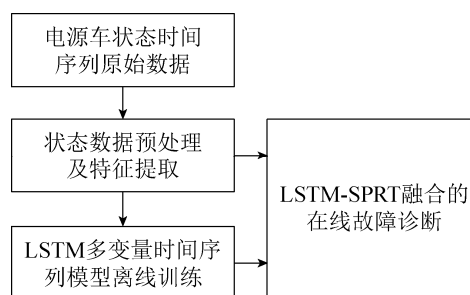 电源车状态时间
序列原始数据
状态数据预处理
及特征提取
LSTM多变量时间序
列模型离线训练
LSTM-SPRT融合的
在线故障诊断